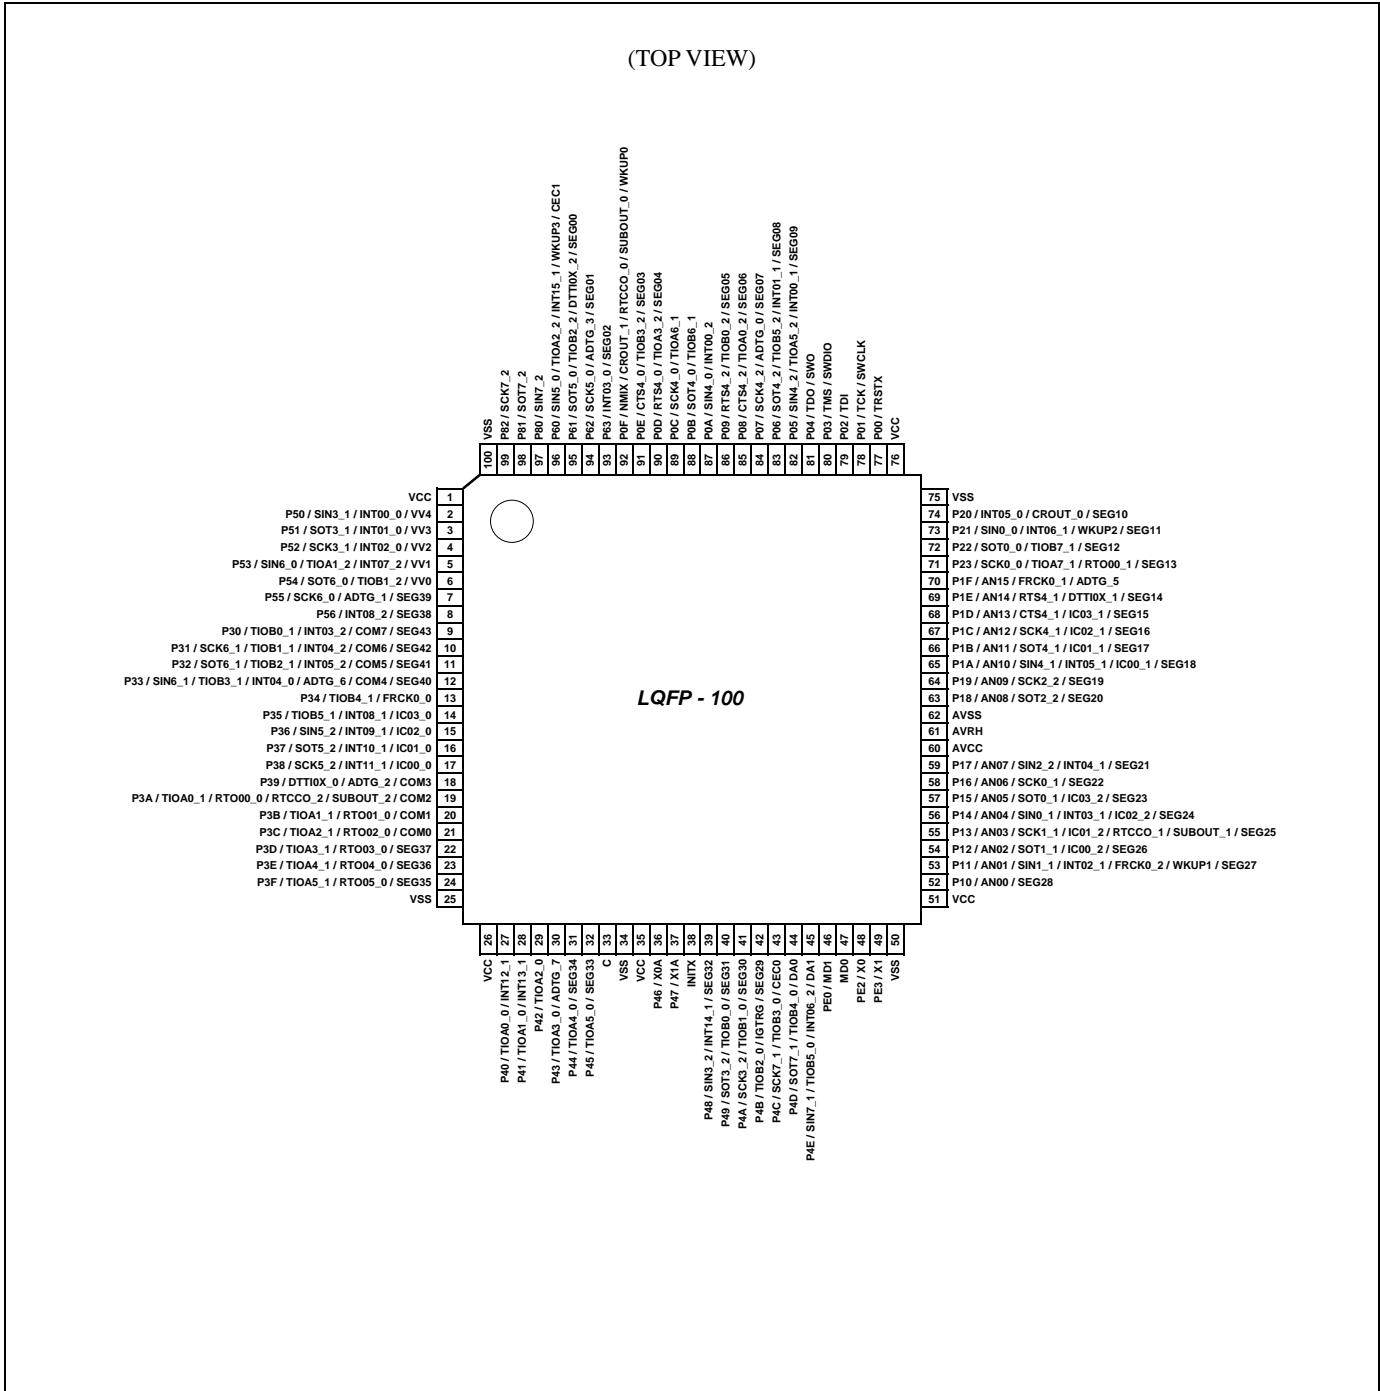 (TOP VIEW)
VSS
P82 / SCK7_2
P81 / SOT7_2
P80 / SIN7_2
P60 / SIN5_0 / TIOA2_2 / INT15_1 / WKUP3 / CEC1
P61 / SOT5_0 / TIOB2_2 / DTTI0X_2 / SEG00
P62 / SCK5_0 / ADTG_3 / SEG01
P63 / INT03_0 / SEG02
P0F / NMIX / CROUT_1 / RTCCO_0 / SUBOUT_0 / WKUP0
P0E / CTS4_0 / TIOB3_2 / SEG03
P0D / RTS4_0 / TIOA3_2 / SEG04
P0C / SCK4_0 / TIOA6_1
P0B / SOT4_0 / TIOB6_1
P0A / SIN4_0 / INT00_2
P09 / RTS4_2 / TIOB0_2 / SEG05
P08 / CTS4_2 / TIOA0_2 / SEG06
P07 / SCK4_2 / ADTG_0 / SEG07
P06 / SOT4_2 / TIOB5_2 / INT01_1 / SEG08
P05 / SIN4_2 / TIOA5_2 / INT00_1 / SEG09
P04 / TDO / SWO
P03 / TMS / SWDIO
P02 / TDI
P01 / TCK / SWCLK
P00 / TRSTX
VCC
100
99
98
97
96
95
94
93
92
91
90
89
88
87
86
85
84
83
82
81
80
79
78
77
76
VCC 1
P50 / SIN3_1 / INT00_0 / VV4 2
P51 / SOT3_1 / INT01_0 / VV3 3
P52 / SCK3_1 / INT02_0 / VV2 4
P53 / SIN6_0 / TIOA1_2 / INT07_2 / VV1 5
P54 / SOT6_0 / TIOB1_2 / VV0 6
P55 / SCK6_0 / ADTG_1 / SEG39 7
P56 / INT08_2 / SEG38 8
P30 / TIOB0_1 / INT03_2 / COM7 / SEG43 9
P31 / SCK6_1 / TIOB1_1 / INT04_2 / COM6 / SEG42 10
P32 / SOT6_1 / TIOB2_1 / INT05_2 / COM5 / SEG41 11
P33 / SIN6_1 / TIOB3_1 / INT04_0 / ADTG_6 / COM4 / SEG40 12
P34 / TIOB4_1 / FRCK0_0 13
P35 / TIOB5_1 / INT08_1 / IC03_0 14
P36 / SIN5_2 / INT09_1 / IC02_0 15
P37 / SOT5_2 / INT10_1 / IC01_0 16
P38 / SCK5_2 / INT11_1 / IC00_0 17
P39 / DTTI0X_0 / ADTG_2 / COM3 18
P3A / TIOA0_1 / RTO00_0 / RTCCO_2 / SUBOUT_2 / COM2 19
P3B / TIOA1_1 / RTO01_0 / COM1 20
P3C / TIOA2_1 / RTO02_0 / COM0 21
P3D / TIOA3_1 / RTO03_0 / SEG37 22
P3E / TIOA4_1 / RTO04_0 / SEG36 23
P3F / TIOA5_1 / RTO05_0 / SEG35 24
VSS 25
LQFP - 100
75 VSS
74 P20 / INT05_0 / CROUT_0 / SEG10
73 P21 / SIN0_0 / INT06_1 / WKUP2 / SEG11
72 P22 / SOT0_0 / TIOB7_1 / SEG12
71 P23 / SCK0_0 / TIOA7_1 / RTO00_1 / SEG13
70 P1F / AN15 / FRCK0_1 / ADTG_5
69 P1E / AN14 / RTS4_1 / DTTI0X_1 / SEG14
68 P1D / AN13 / CTS4_1 / IC03_1 / SEG15
67 P1C / AN12 / SCK4_1 / IC02_1 / SEG16
66 P1B / AN11 / SOT4_1 / IC01_1 / SEG17
65 P1A / AN10 / SIN4_1 / INT05_1 / IC00_1 / SEG18
64 P19 / AN09 / SCK2_2 / SEG19
63 P18 / AN08 / SOT2_2 / SEG20
62 AVSS
61 AVRH
60 AVCC
59 P17 / AN07 / SIN2_2 / INT04_1 / SEG21
58 P16 / AN06 / SCK0_1 / SEG22
57 P15 / AN05 / SOT0_1 / IC03_2 / SEG23
56 P14 / AN04 / SIN0_1 / INT03_1 / IC02_2 / SEG24
55 P13 / AN03 / SCK1_1 / IC01_2 / RTCCO_1 / SUBOUT_1 / SEG25
54 P12 / AN02 / SOT1_1 / IC00_2 / SEG26
53 P11 / AN01 / SIN1_1 / INT02_1 / FRCK0_2 / WKUP1 / SEG27
52 P10 / AN00 / SEG28
51 VCC
26
27
28
29
30
31
32
33
34
35
36
37
38
39
40
41
42
43
44
45
46
47
48
49
50
VCC
P40 / TIOA0_0 / INT12_1
P41 / TIOA1_0 / INT13_1
P42 / TIOA2_0
P43 / TIOA3_0 / ADTG_7
P44 / TIOA4_0 / SEG34
P45 / TIOA5_0 / SEG33
C
VSS
VCC
P46 / X0A
P47 / X1A
INITX
P48 / SIN3_2 / INT14_1 / SEG32
P49 / SOT3_2 / TIOB0_0 / SEG31
P4A / SCK3_2 / TIOB1_0 / SEG30
P4B / TIOB2_0 / IGTRG / SEG29
P4C / SCK7_1 / TIOB3_0 / CEC0
P4D / SOT7_1 / TIOB4_0 / DA0
P4E / SIN7_1 / TIOB5_0 / INT06_2 / DA1
PE0 / MD1
MD0
PE2 / X0
PE3 / X1
VSS